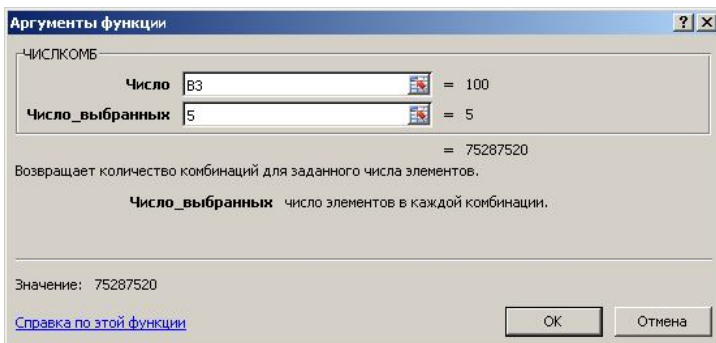 Аргументы функции
ЧИСЛКОМБ
Число B3 = 100
Число_выбранных 5 = 5
= 75287520
Возвращает количество комбинаций для заданного числа элементов.
Число_выбранных число элементов в каждой комбинации.
Значение: 75287520
Справка по этой функции
ОК Отмена